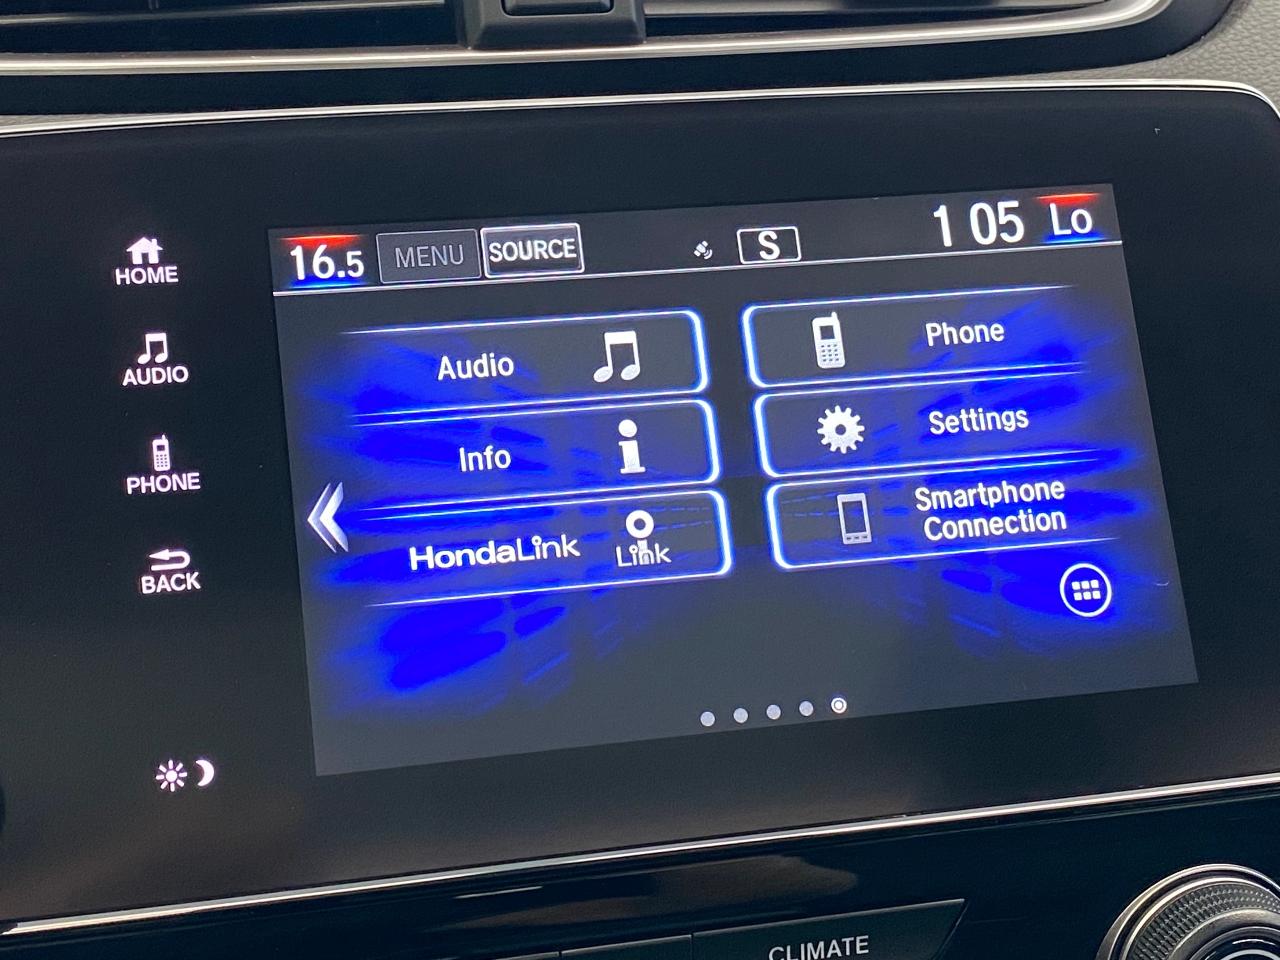 16.5 MENU SOURCE S 1 05 Lo
HOME
AUDIO
PHONE
BACK
Audio
Phone
Info
Settings
HondaLink Link
Smartphone
Connection
CLIMATE